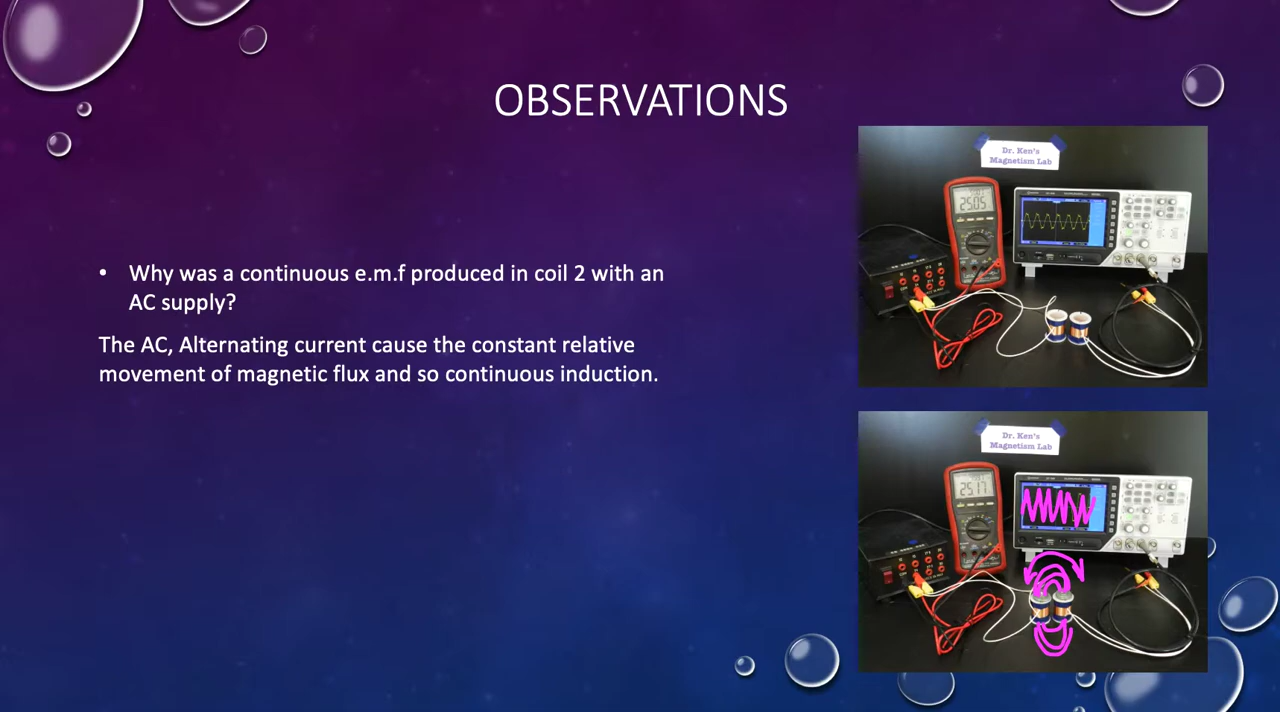 OBSERVATIONS
• Why was a continuous e.m.f produced in coil 2 with an
AC supply?
The AC, Alternating current cause the constant relative
movement of magnetic flux and so continuous induction.
Dr. Ken's
Magnetism Lab
25.05
Dr. Ken's
Magnetism Lab
25.17